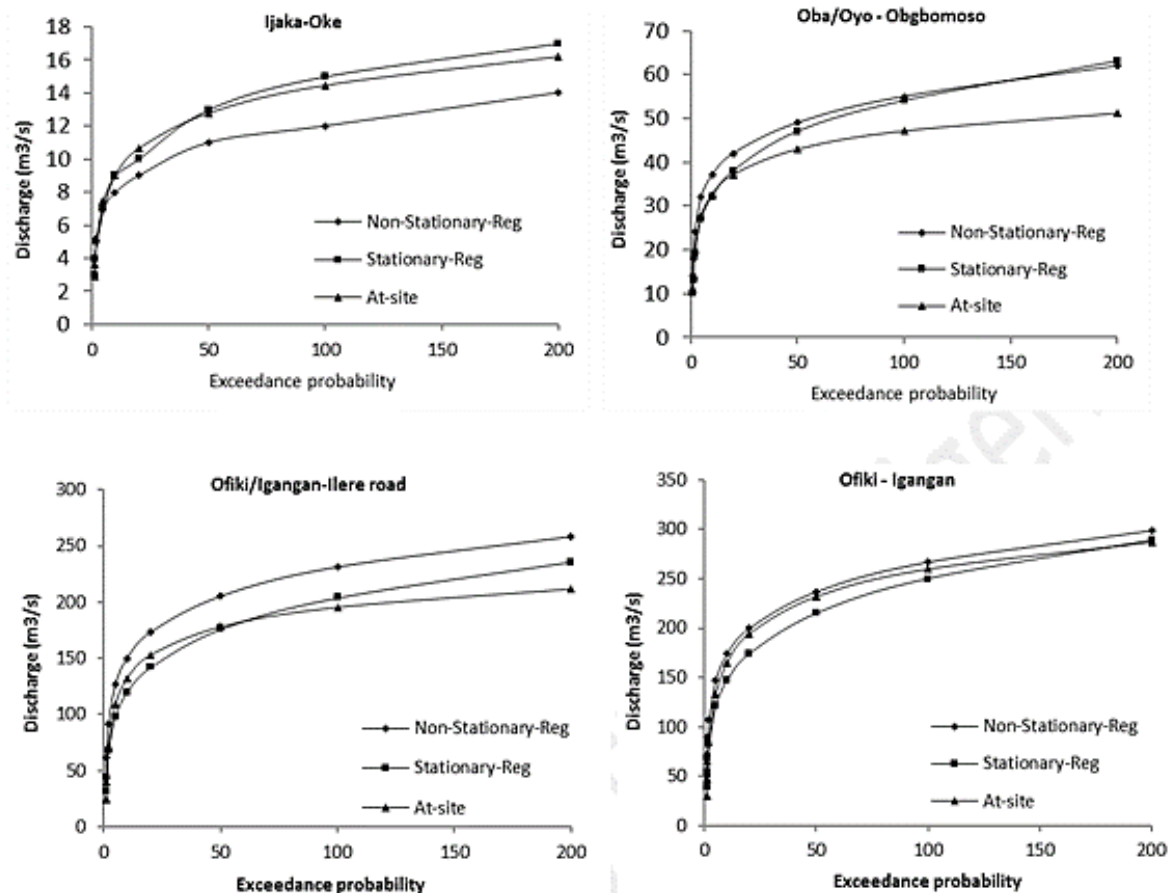 Ijaka-Oke
18
16
14
12
10
8
6
4
2
0
Discharge (m3/s)
Non-Stationary-Reg
Stationary-Reg
At-site
0 50 100 150 200
Exceedance probability
Oba/Oyo - Obgbomoso
70
60
50
40
30
20
10
0
Discharge (m3/s)
Non-Stationary-Reg
Stationary-Reg
At-site
0 50 100 150 200
Exceedance probability
Ofiki/Igangan-Ilere road
300
250
200
150
100
50
0
Discharge (m3/s)
Non-Stationary-Reg
Stationary-Reg
At-site
0 50 100 150 200
Exceedance probability
Ofiki - Igangan
350
300
250
200
150
100
50
0
Discharge (m3/s)
Non-Stationary-Reg
Stationary-Reg
At-site
0 50 100 150 200
Exceedance probability